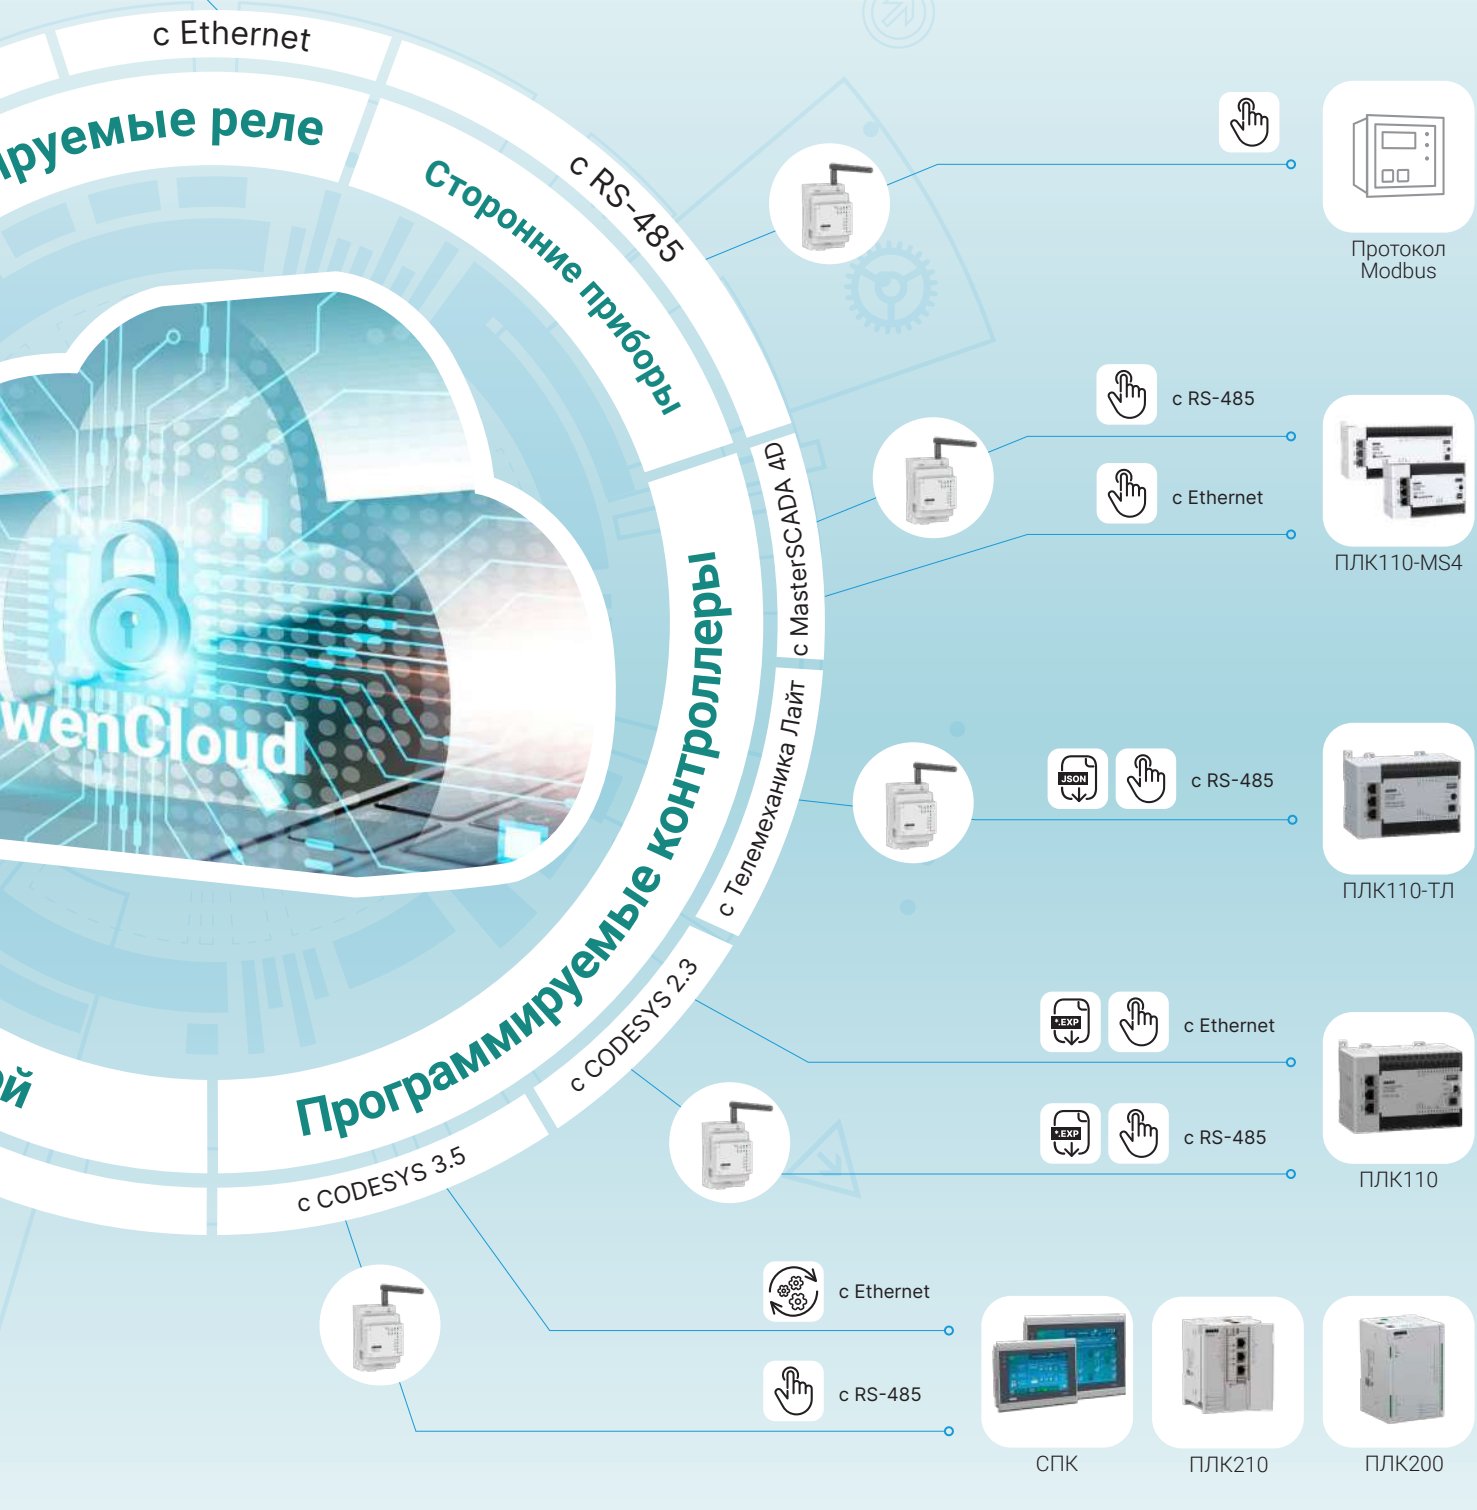 с Ethernet
руемые реле
Сторонние приборы
с RS-485
Протокол
Modbus
с RS-485
с MasterSCADA 4D
с Ethernet
ПЛК110-MS4
wenCloud
Программируемые контроллеры
с Телемеханика Лайт
JSON
с RS-485
ПЛК110-ТЛ
с CODESYS 2.3
*.EXP
с Ethernet
*.EXP
с RS-485
ПЛК110
ой
с CODESYS 3.5
с Ethernet
с RS-485
СПК
ПЛК210
ПЛК200